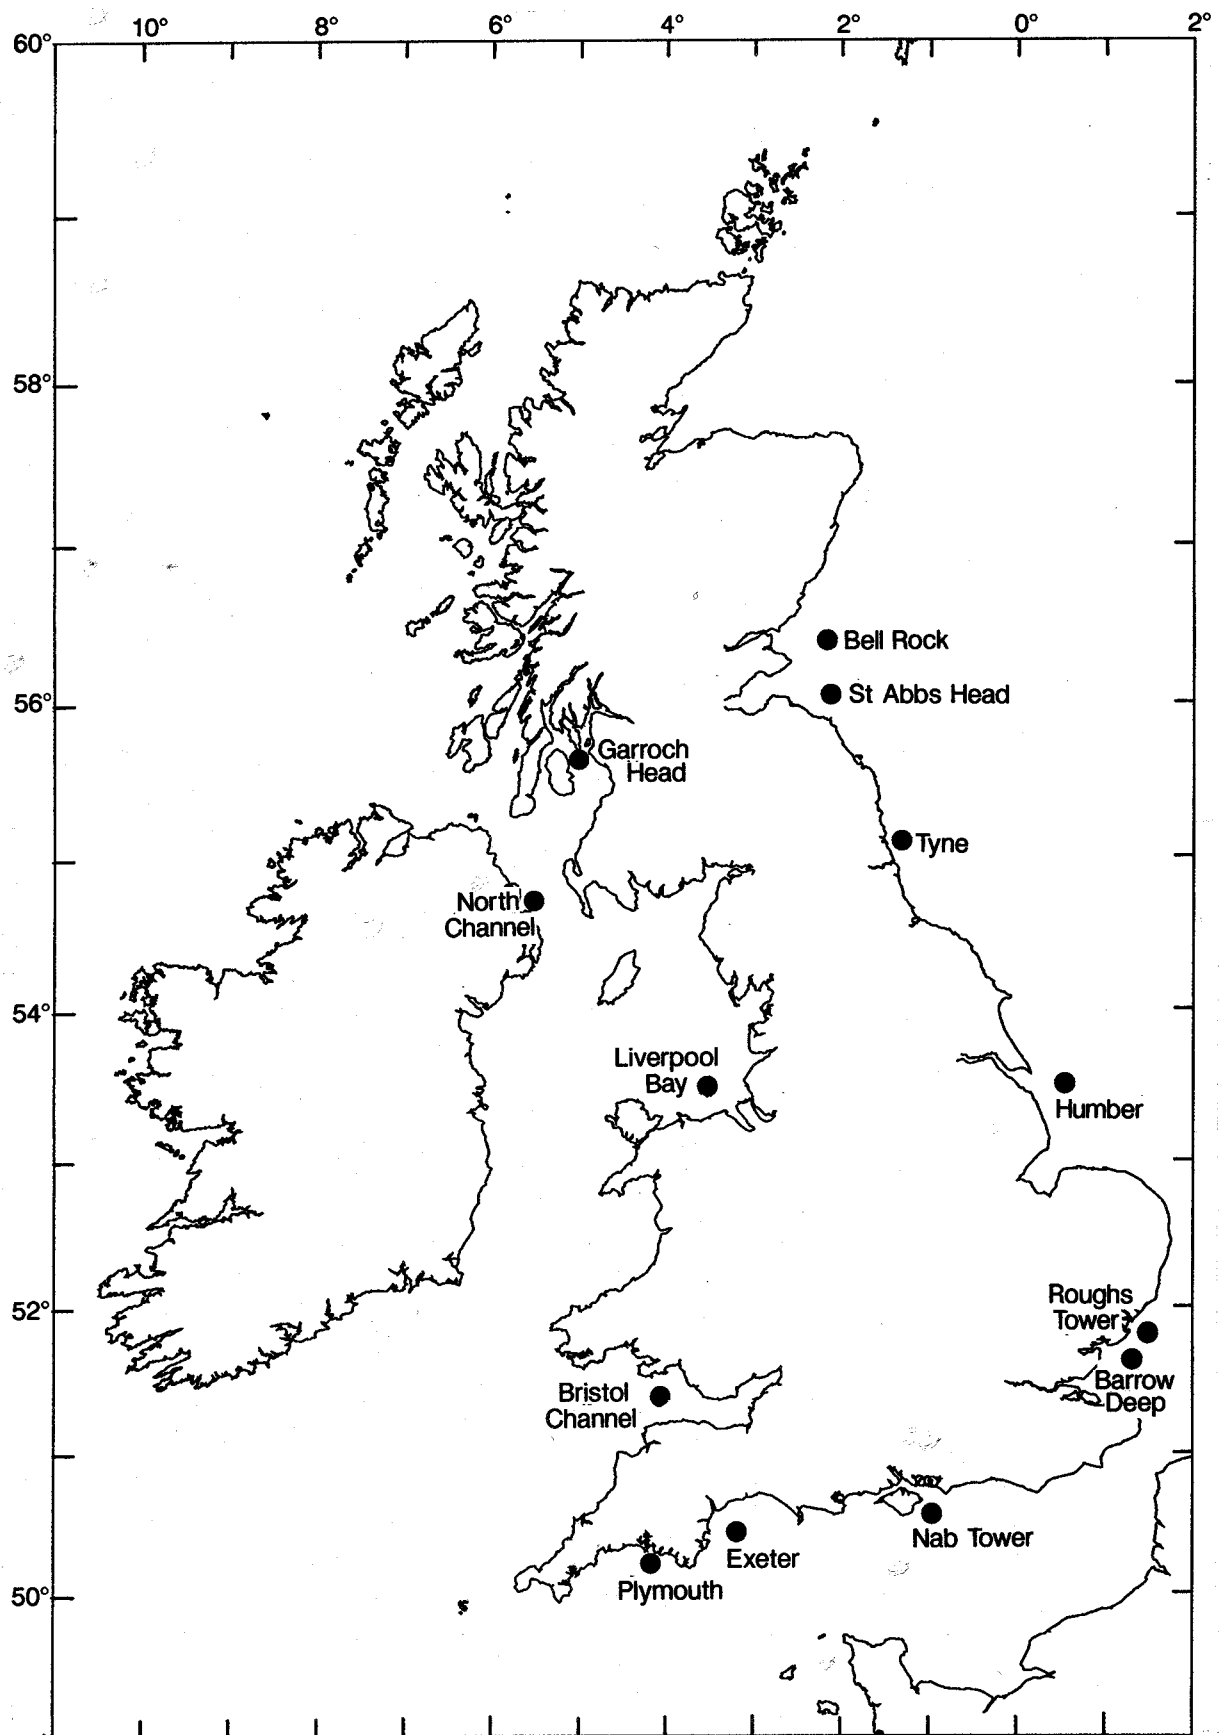 10° 8° 6° 4° 2° 0° 2°
60°
58°
Bell Rock
56°
St Abbs Head
Garroch
Head
Tyne
North
Channel
54°
Liverpool
Bay
Humber
52°
Roughs
Tower
Barrow
Deep
Bristol
Channel
Nab Tower
Exeter
50°
Plymouth